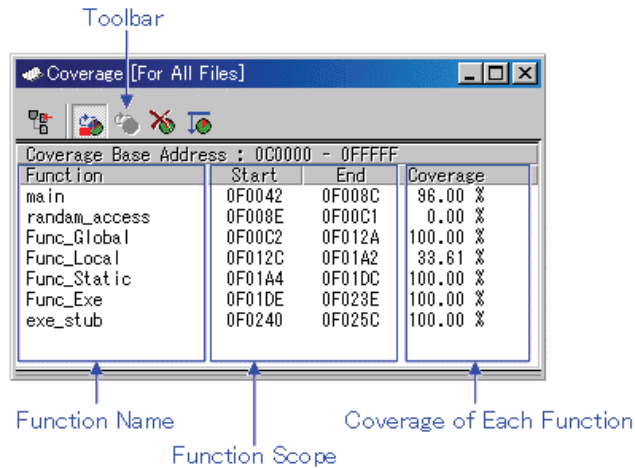 Toolbar
Coverage [For All Files]
Coverage Base Address : 0C0000 - 0FFFFF
Function Start End Coverage
main 0F0042 0F008C 96.00 %
randam_access 0F008E 0F00C1 0.00 %
Func_Global 0F00C2 0F012A 100.00 %
Func_Local 0F012C 0F01A2 33.61 %
Func_Static 0F01A4 0F01DC 100.00 %
Func_Exe 0F01DE 0F023E 100.00 %
exe_stub 0F0240 0F025C 100.00 %
Function Name
Coverage of Each Function
Function Scope